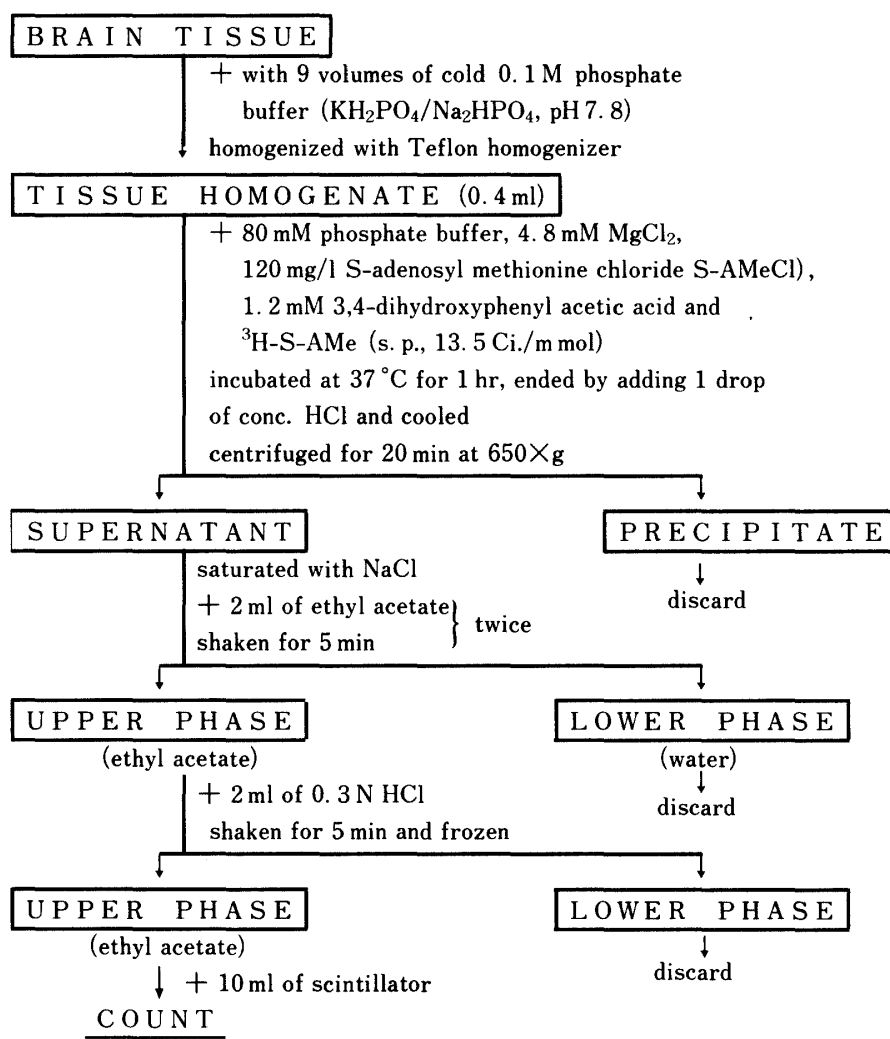 BRAIN TISSUE
+ with 9 volumes of cold 0.1 M phosphate
buffer (KH₂PO₄/Na₂HPO₄, pH 7.8)
homogenized with Teflon homogenizer
TISSUE HOMOGENATE (0.4 ml)
+ 80 mM phosphate buffer, 4.8 mM MgCl₂,
120 mg/l S-adenosyl methionine chloride S-AMeCl),
1.2 mM 3,4-dihydroxyphenyl acetic acid and
³H-S-AMe (s.p., 13.5 Ci./m mol)
incubated at 37 °C for 1 hr, ended by adding 1 drop
of conc. HCl and cooled
centrifuged for 20 min at 650×g
SUPERNATANT PRECIPITATE
saturated with NaCl
discard
+ 2 ml of ethyl acetate
twice
shaken for 5 min
UPPER PHASE LOWER PHASE
(ethyl acetate) (water)
+ 2 ml of 0.3 N HCl
discard
shaken for 5 min and frozen
UPPER PHASE LOWER PHASE
(ethyl acetate)
discard
+ 10 ml of scintillator
COUNT